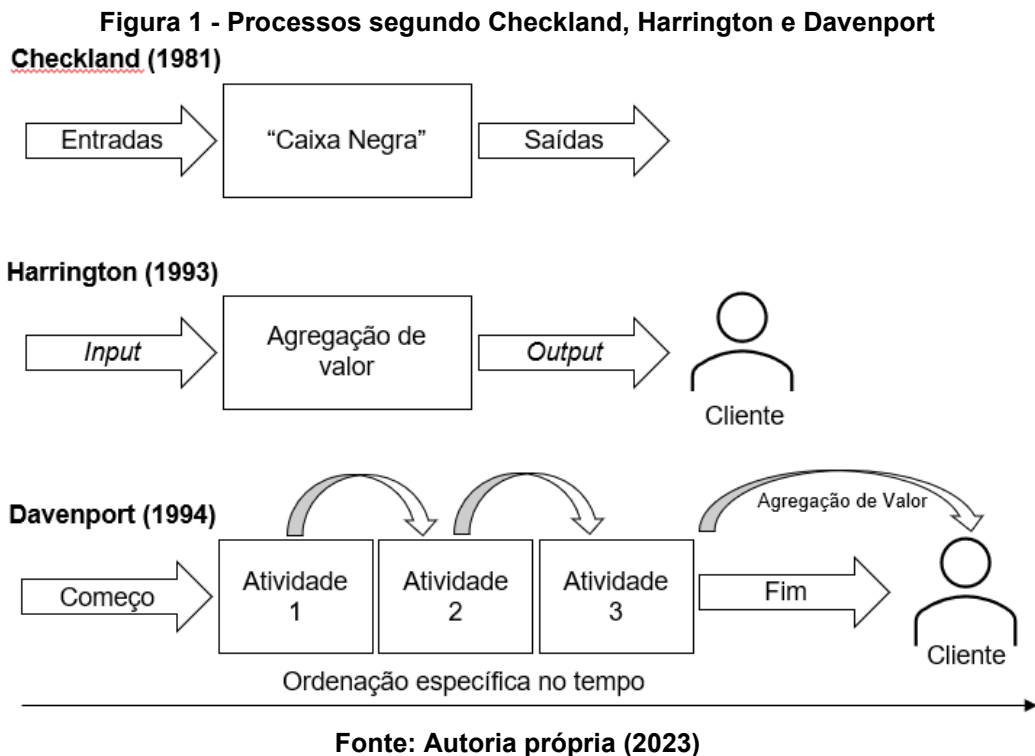 Figura 1 - Processos segundo Checkland, Harrington e Davenport
Checkland (1981)
Entradas
“Caixa Negra”
Saídas
Harrington (1993)
Input
Agregação de
valor
Output
Cliente
Davenport (1994)
Agregação de Valor
Começo
Atividade
1
Atividade
2
Atividade
3
Fim
Cliente
Ordenação específica no tempo
Fonte: Autoria própria (2023)